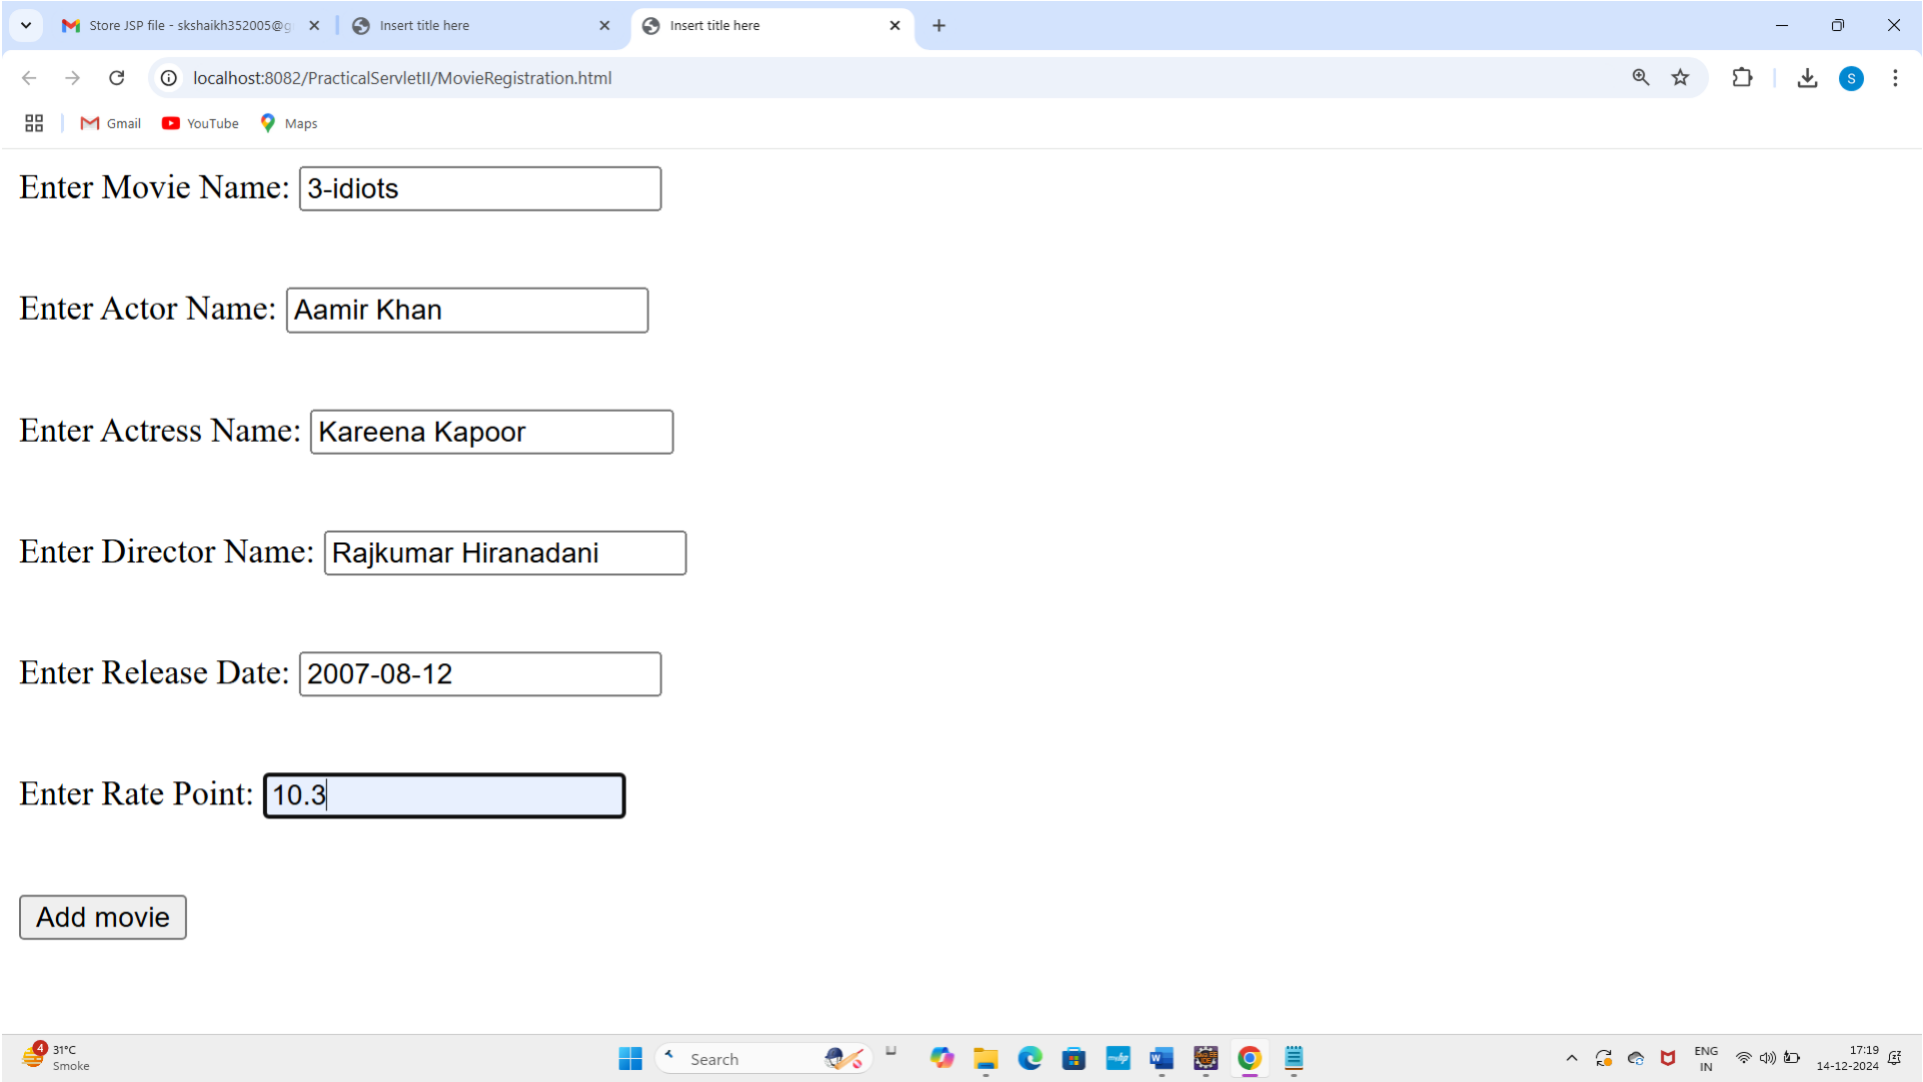 Store JSP file - skshaikh352005@g
Insert title here
Insert title here
localhost:8082/PracticalServletII/MovieRegistration.html
S
Gmail
YouTube
Maps
Enter Movie Name: 3-idiots
Enter Actor Name: Aamir Khan
Enter Actress Name: Kareena Kapoor
Enter Director Name: Rajkumar Hiranadani
Enter Release Date: 2007-08-12
Enter Rate Point: 10.3
Add movie
4
31°C
Smoke
Search
ENG
IN
17:19
14-12-2024